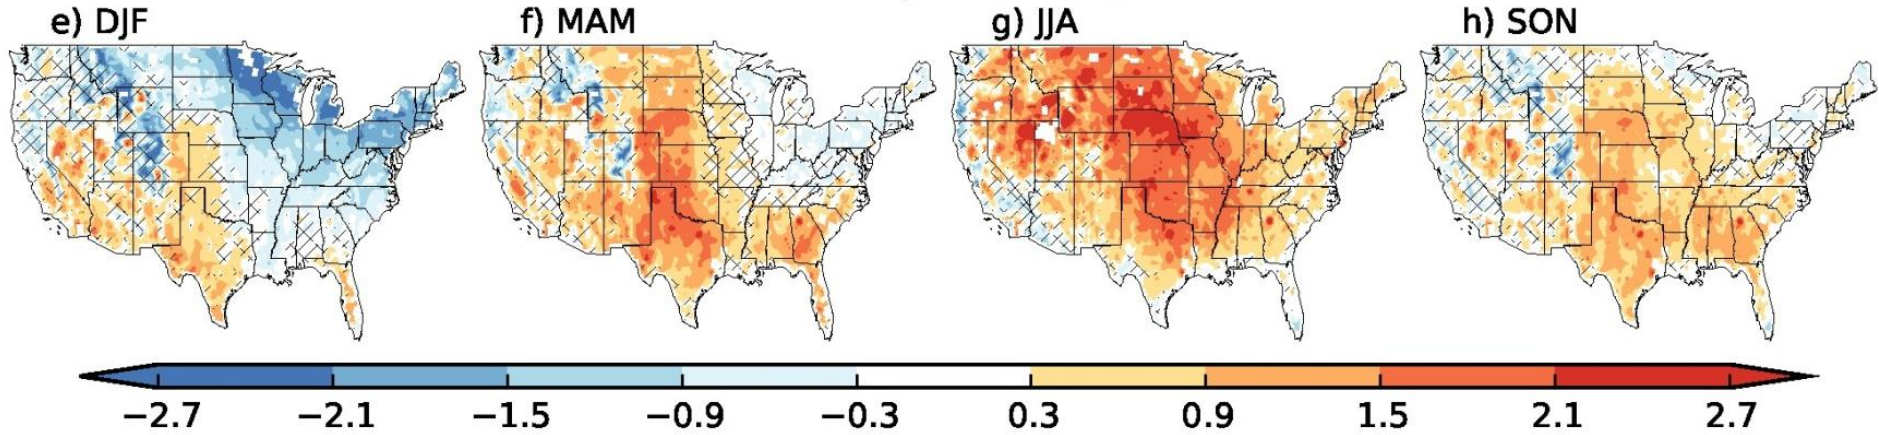 e) DJF
f) MAM
g) JJA
h) SON
−2.7 −2.1 −1.5 −0.9 −0.3 0.3 0.9 1.5 2.1 2.7